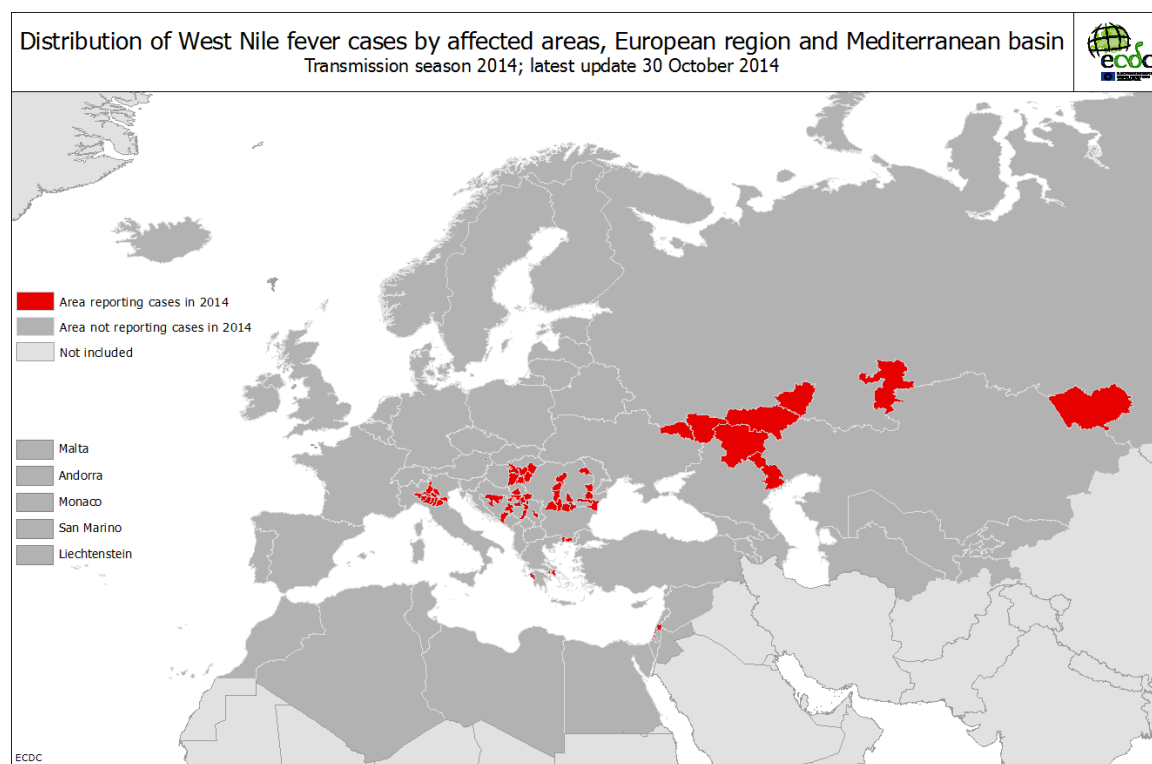 Distribution of West Nile fever cases by affected areas, European region and Mediterranean basin
Transmission season 2014; latest update 30 October 2014
ecdc
Area reporting cases in 2014
Area not reporting cases in 2014
Not included
Malta
Andorra
Monaco
San Marino
Liechtenstein
ECDC